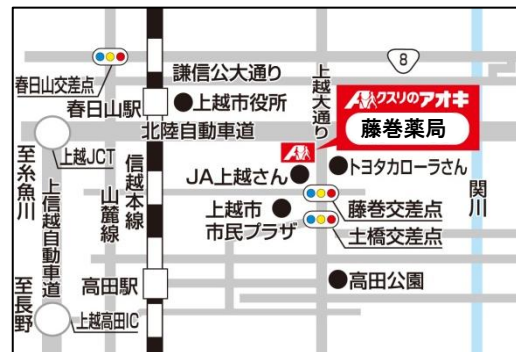 8
春日山交差点
謙信公大通り
上越大通り
クスリのアオキ
藤巻薬局
春日山駅
上越市役所
北陸自動車道
上越JCT
至糸魚川
上信越自動車道
山麓線
信越本線
JA上越さん
トヨタカローラさん
関川
上越市
市民プラザ
藤巻交差点
土橋交差点
至長野
高田駅
高田公園
上越高田IC